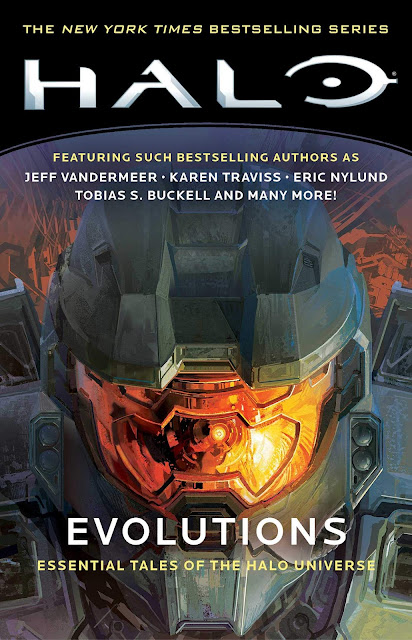 THE NEW YORK TIMES BESTSELLING SERIES
HALO®
FEATURING SUCH BESTSELLING AUTHORS AS
JEFF VANDERMEER · KAREN TRAVISS · ERIC NYLUND
TOBIAS S. BUCKELL AND MANY MORE!
EVOLUTIONS
ESSENTIAL TALES OF THE HALO UNIVERSE